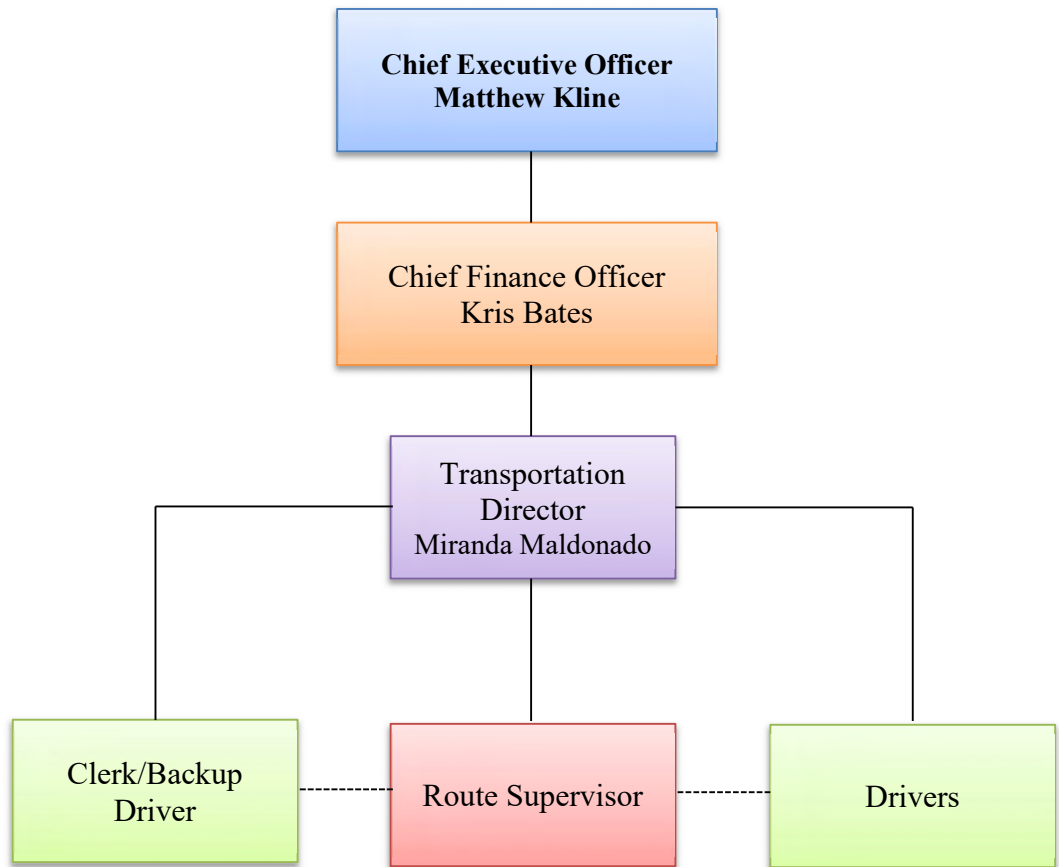 Chief Executive Officer
Matthew Kline
Chief Finance Officer
Kris Bates
Transportation
Director
Miranda Maldonado
Clerk/Backup
Driver
Route Supervisor
Drivers